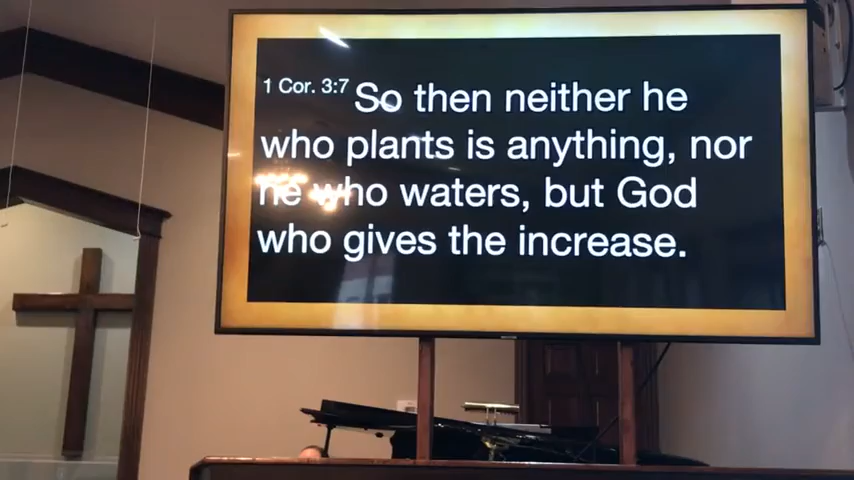 1 Cor. 3:7 So then neither he
who plants is anything, nor
he who waters, but God
who gives the increase.